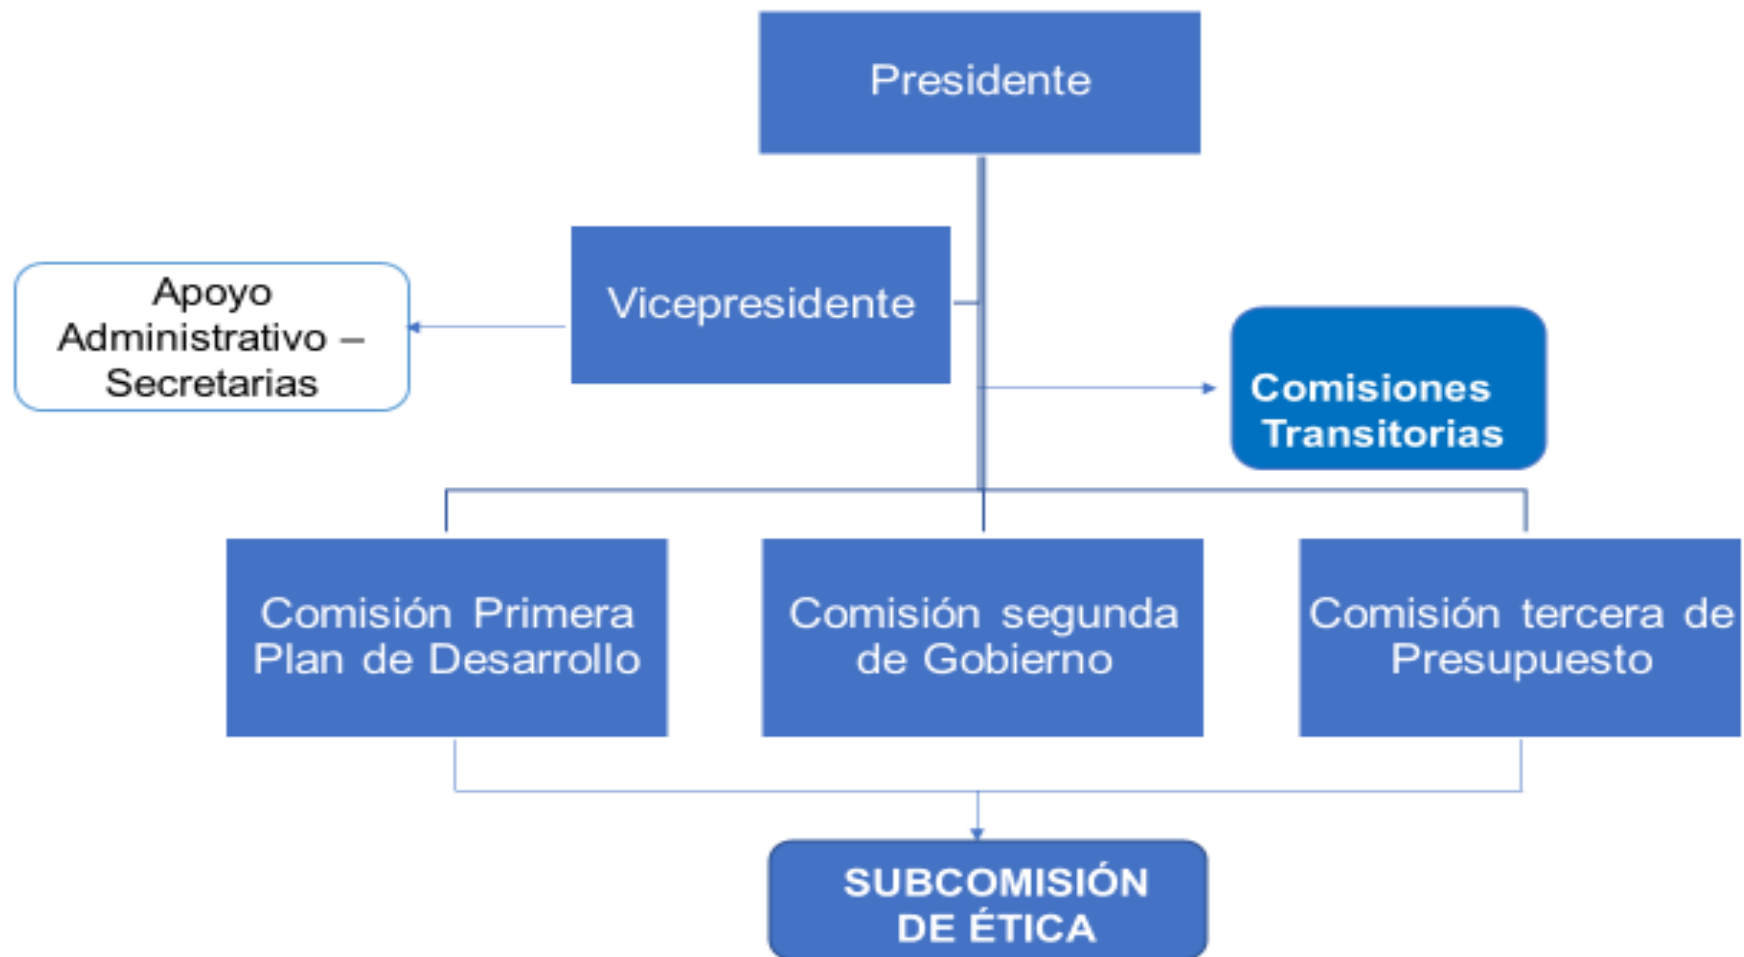 Presidente
Vicepresidente
Apoyo
Administrativo –
Secretarias
Comisiones
Transitorias
Comisión Primera
Plan de Desarrollo
Comisión segunda
de Gobierno
Comisión tercera de
Presupuesto
SUBCOMISIÓN
DE ÉTICA